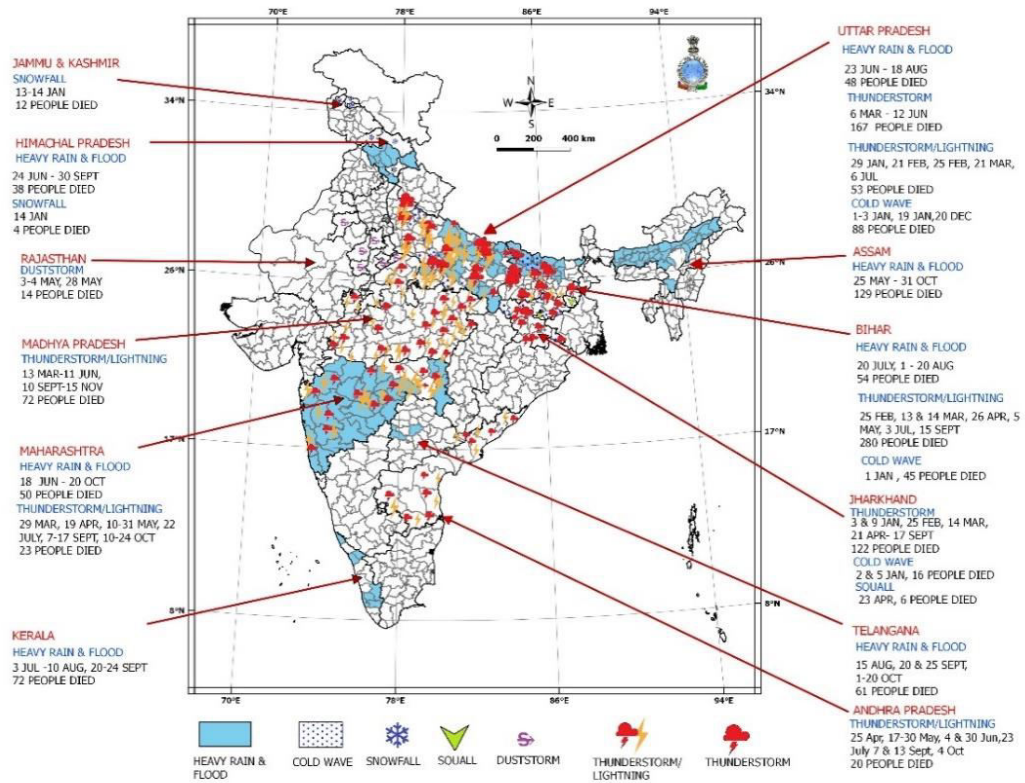 70°E
78°E
86°E
94°E
JAMMU & KASHMIR
SNOWFALL
13-14 JAN
12 PEOPLE DIED
34°N
HIMACHAL PRADESH
HEAVY RAIN & FLOOD
24 JUN - 30 SEPT
38 PEOPLE DIED
SNOWFALL
14 JAN
4 PEOPLE DIED
RAJASTHAN
DUSTSTORM
3-4 MAY, 28 MAY
14 PEOPLE DIED
26°N
MADHYA PRADESH
THUNDERSTORM/LIGHTNING
13 MAR-11 JUN,
10 SEPT-15 NOV
72 PEOPLE DIED
17°N
MAHARASHTRA
HEAVY RAIN & FLOOD
18 JUN - 20 OCT
50 PEOPLE DIED
THUNDERSTORM/LIGHTNING
29 MAR, 19 APR, 10-31 MAY, 22
JULY, 7-17 SEPT, 10-24 OCT
23 PEOPLE DIED
8°N
KERALA
HEAVY RAIN & FLOOD
3 JUL -10 AUG, 20-24 SEPT
72 PEOPLE DIED
N
W E
S
0 200 400 km
UTTAR PRADESH
HEAVY RAIN & FLOOD
23 JUN - 18 AUG
48 PEOPLE DIED
34°N
THUNDERSTORM
6 MAR - 12 JUN
167 PEOPLE DIED
THUNDERSTORM/LIGHTNING
29 JAN, 21 FEB, 25 FEB, 21 MAR,
6 JUL
53 PEOPLE DIED
COLD WAVE
1-3 JAN, 19 JAN,20 DEC
88 PEOPLE DIED
ASSAM
26°N
HEAVY RAIN & FLOOD
25 MAY - 31 OCT
129 PEOPLE DIED
BIHAR
HEAVY RAIN & FLOOD
20 JULY, 1 - 20 AUG
54 PEOPLE DIED
THUNDERSTORM/LIGHTNING
25 FEB, 13 & 14 MAR, 26 APR, 5
MAY, 3 JUL, 15 SEPT
280 PEOPLE DIED
17°N
COLD WAVE
1 JAN , 45 PEOPLE DIED
JHARKHAND
THUNDERSTORM
3 & 9 JAN, 25 FEB, 14 MAR,
21 APR- 17 SEPT
122 PEOPLE DIED
COLD WAVE
2 & 5 JAN, 16 PEOPLE DIED
SQUALL
23 APR, 6 PEOPLE DIED
8°N
TELANGANA
HEAVY RAIN & FLOOD
15 AUG, 20 & 25 SEPT,
1-20 OCT
61 PEOPLE DIED
ANDHRA PRADESH
THUNDERSTORM/LIGHTNING
25 Apr, 17-30 May, 4 & 30 Jun,23
July 7 & 13 Sept, 4 Oct
20 PEOPLE DIED
70°E
78°E
86°E
94°E
HEAVY RAIN &
FLOOD
COLD WAVE
SNOWFALL
SQUALL
DUSTSTORM
THUNDERSTORM/
LIGHTNING
THUNDERSTORM